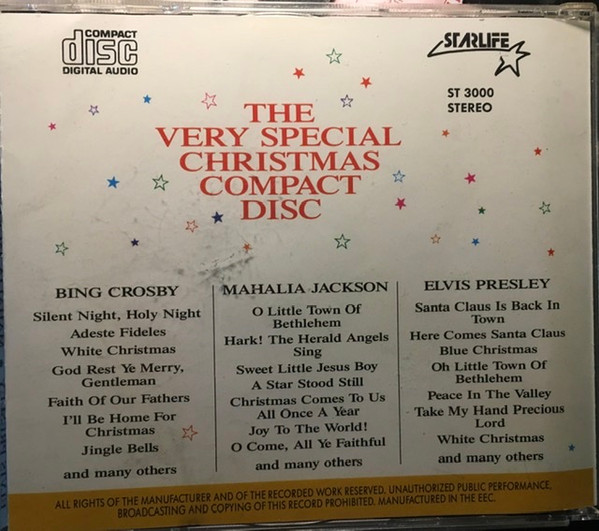 COMPACT
disc
DIGITAL AUDIO
STARLIFE
ST 3000
STEREO
THE
VERY SPECIAL
CHRISTMAS
COMPACT
DISC
BING CROSBY
Silent Night, Holy Night
Adeste Fideles
White Christmas
God Rest Ye Merry,
Gentleman
Faith Of Our Fathers
I'll Be Home For
Christmas
Jingle Bells
and many others
MAHALIA JACKSON
O Little Town Of
Bethlehem
Hark! The Herald Angels
Sing
Sweet Little Jesus Boy
A Star Stood Still
Christmas Comes To Us
All Once A Year
Joy To The World!
O Come, All Ye Faithful
and many others
ELVIS PRESLEY
Santa Claus Is Back In
Town
Here Comes Santa Claus
Blue Christmas
Oh Little Town Of
Bethlehem
Peace In The Valley
Take My Hand Precious
Lord
White Christmas
and many others
ALL RIGHTS OF THE MANUFACTURER AND OF THE RECORDED WORK RESERVED. UNAUTHORIZED PUBLIC PERFORMANCE,
BROADCASTING AND COPYING OF THIS RECORD PROHIBITED. MANUFACTURED IN THE EEC.